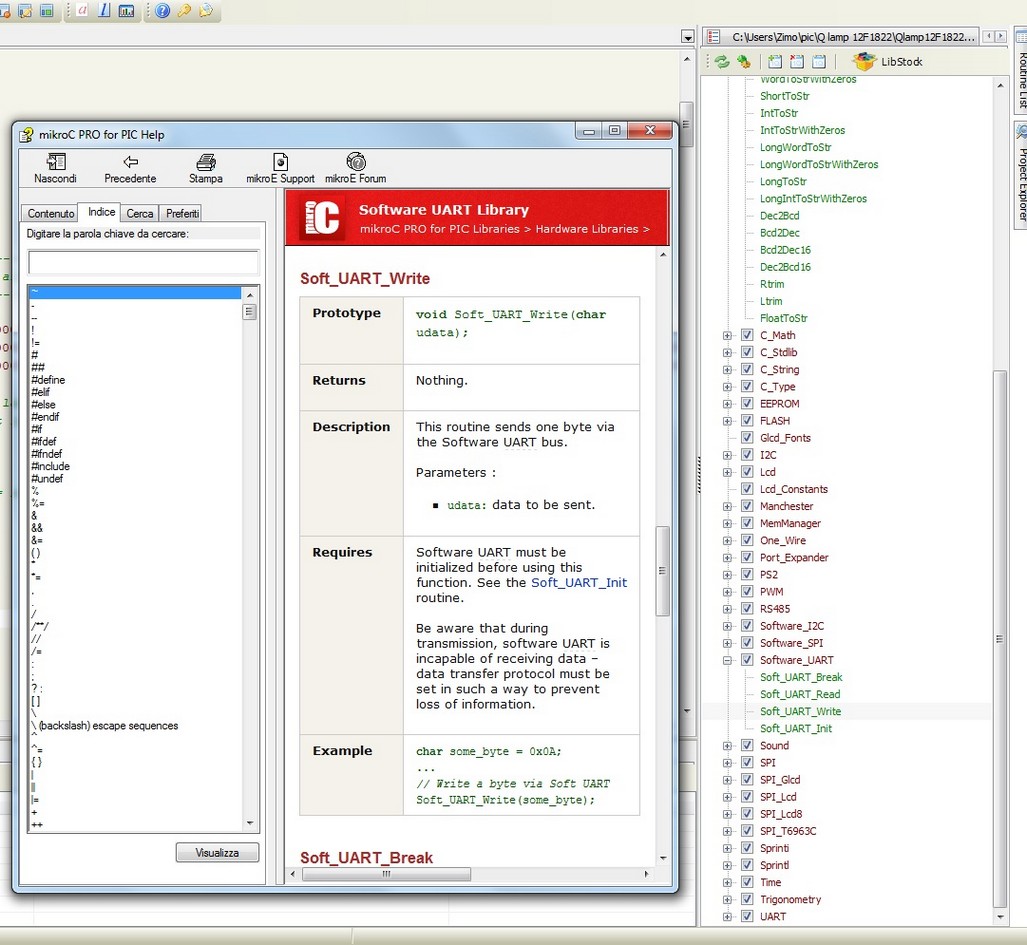 C:\Users\Zimo\pic\Q lamp 12F1822\Qlamp12F1822...
LibStock
Routine List
Project Explorer
mikroC PRO for PIC Help
Nascondi
Precedente
Stampa
mikroE Support
mikroE Forum
Contenuto
Indice
Cerca
Preferiti
Digitare la parola chiave da cercare:
~
-
--
!
!=
#
##
#define
#elif
#else
#endif
#if
#ifdef
#ifndef
#include
#undef
%
%=
&
&&
&=
( )
*
*=
,
.
/
/**/
//
/=
:
;
? :
[ ]
\
\ (backslash) escape sequences
^
^=
{ }
|
||
|=
+
++
Visualizza
Software UART Library
mikroC PRO for PIC Libraries > Hardware Libraries >
Soft_UART_Write
Prototype
void Soft_UART_Write(char
udata);
Returns
Nothing.
Description
This routine sends one byte via
the Software UART bus.
Parameters :
udata: data to be sent.
Requires
Software UART must be
initialized before using this
function. See the Soft_UART_Init
routine.
Be aware that during
transmission, software UART is
incapable of receiving data –
data transfer protocol must be
set in such a way to prevent
loss of information.
Example
char some_byte = 0x0A;
...
// Write a byte via Soft UART
Soft_UART_Write(some_byte);
Soft_UART_Break
WordToStrWithZeros
ShortToStr
IntToStr
IntToStrWithZeros
LongWordToStr
LongWordToStrWithZeros
LongToStr
LongIntToStrWithZeros
Dec2Bcd
Bcd2Dec
Bcd2Dec16
Dec2Bcd16
Rtrim
Ltrim
FloatToStr
C_Math
C_Stdlib
C_String
C_Type
EEPROM
FLASH
Glcd_Fonts
I2C
Lcd
Lcd_Constants
Manchester
MemManager
One_Wire
Port_Expander
PS2
PWM
RS485
Software_I2C
Software_SPI
Software_UART
Soft_UART_Break
Soft_UART_Read
Soft_UART_Write
Soft_UART_Init
Sound
SPI
SPI_Glcd
SPI_Lcd
SPI_Lcd8
SPI_T6963C
Sprinti
Sprintl
Time
Trigonometry
UART